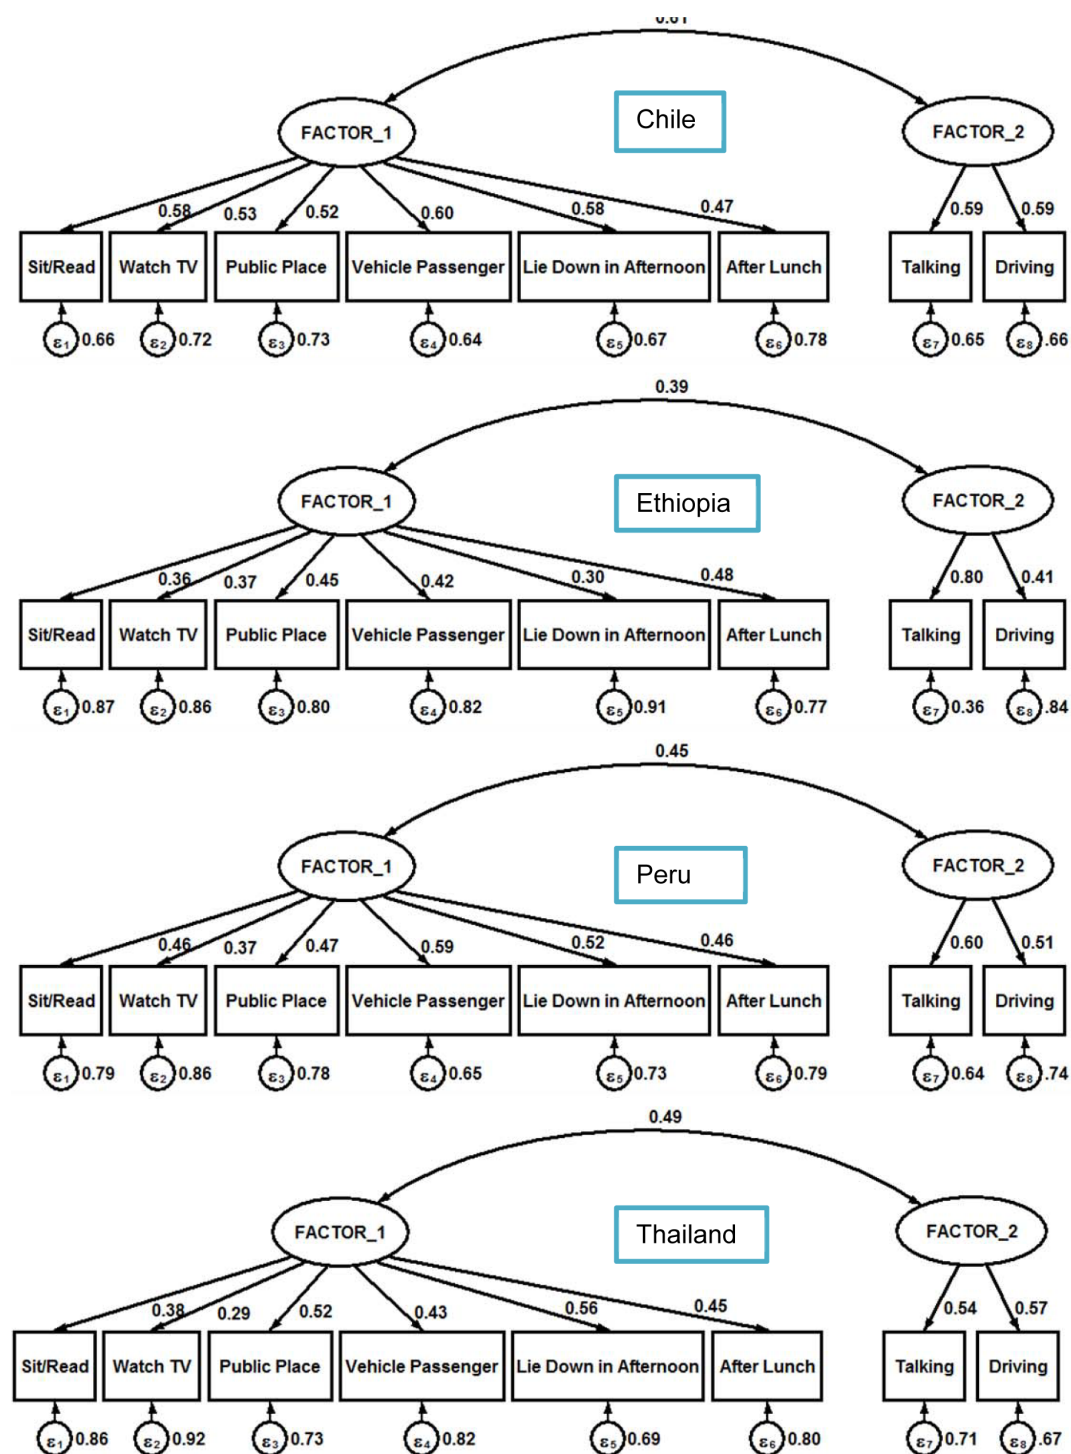 0.61
Chile
FACTOR_1
FACTOR_2
0.58 0.53 0.52 0.60 0.58 0.47 0.59 0.59
Sit/Read Watch TV Public Place Vehicle Passenger Lie Down in Afternoon After Lunch Talking Driving
ε1 0.66 ε2 0.72 ε3 0.73 ε4 0.64 ε5 0.67 ε6 0.78 ε7 0.65 ε8 .66
0.39
Ethiopia
FACTOR_1
FACTOR_2
0.36 0.37 0.45 0.42 0.30 0.48 0.80 0.41
Sit/Read Watch TV Public Place Vehicle Passenger Lie Down in Afternoon After Lunch Talking Driving
ε1 0.87 ε2 0.86 ε3 0.80 ε4 0.82 ε5 0.91 ε6 0.77 ε7 0.36 ε8 .84
0.45
Peru
FACTOR_1
FACTOR_2
0.46 0.37 0.47 0.59 0.52 0.46 0.60 0.51
Sit/Read Watch TV Public Place Vehicle Passenger Lie Down in Afternoon After Lunch Talking Driving
ε1 0.79 ε2 0.86 ε3 0.78 ε4 0.65 ε5 0.73 ε6 0.79 ε7 0.64 ε8 .74
0.49
Thailand
FACTOR_1
FACTOR_2
0.38 0.29 0.52 0.43 0.56 0.45 0.54 0.57
Sit/Read Watch TV Public Place Vehicle Passenger Lie Down in Afternoon After Lunch Talking Driving
ε1 0.86 ε2 0.92 ε3 0.73 ε4 0.82 ε5 0.69 ε6 0.80 ε7 0.71 ε8 .67